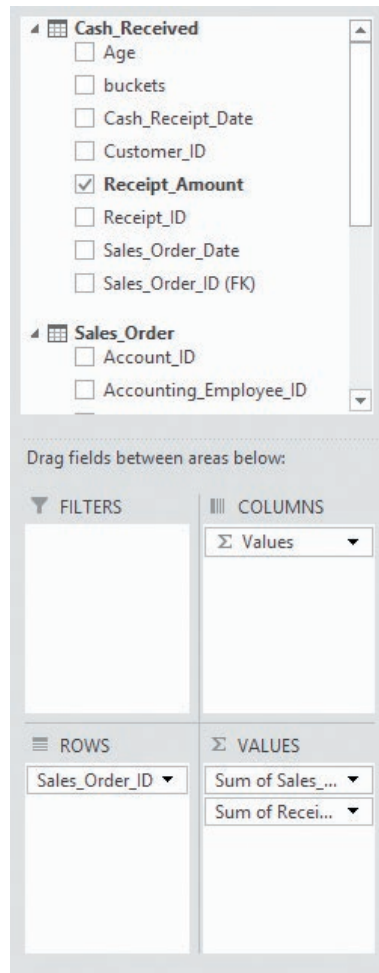 Cash_Received
Age
buckets
Cash_Receipt_Date
Customer_ID
Receipt_Amount
Receipt_ID
Sales_Order_Date
Sales_Order_ID (FK)
Sales_Order
Account_ID
Accounting_Employee_ID
Drag fields between areas below:
FILTERS
COLUMNS
Σ Values
ROWS
Σ VALUES
Sales_Order_ID
Sum of Sales_...
Sum of Recei...